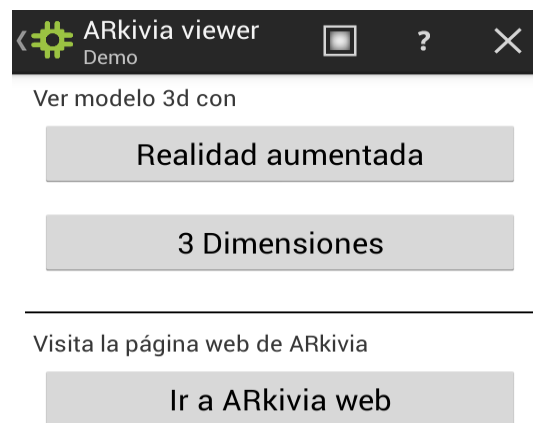 ARkivia viewer
Demo
?
Ver modelo 3d con
Realidad aumentada
3 Dimensiones
Visita la página web de ARkivia
Ir a ARkivia web